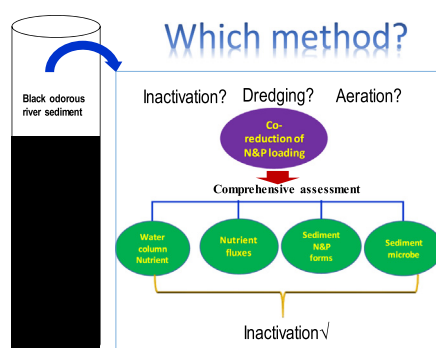 Which method?
Black odorous
river sediment
Inactivation? Dredging? Aeration?
Co-
reduction of
N&P loading
Comprehensive assessment
Water
column
Nutrient
Nutrient
fluxes
Sediment
N&P
forms
Sediment
microbe
Inactivation√